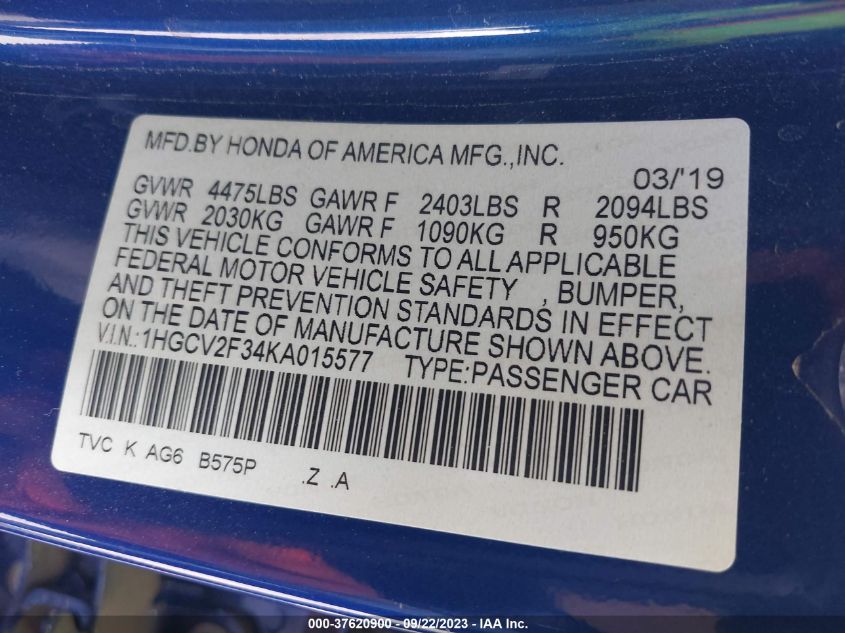 MFD.BY HONDA OF AMERICA MFG.,INC.
03/'19
GVWR 4475LBS GAWR F 2403LBS R 2094LBS
GVWR 2030KG GAWR F 1090KG R 950KG
THIS VEHICLE CONFORMS TO ALL APPLICABLE
FEDERAL MOTOR VEHICLE SAFETY , BUMPER,
AND THEFT PREVENTION STANDARDS IN EFFECT
ON THE DATE OF MANUFACTURE SHOWN ABOVE.
V.I.N.:1HGCV2F34KA015577 TYPE:PASSENGER CAR
TVC K AG6 B575P .Z .A
000-37620900 - 09/22/2023 - IAA Inc.